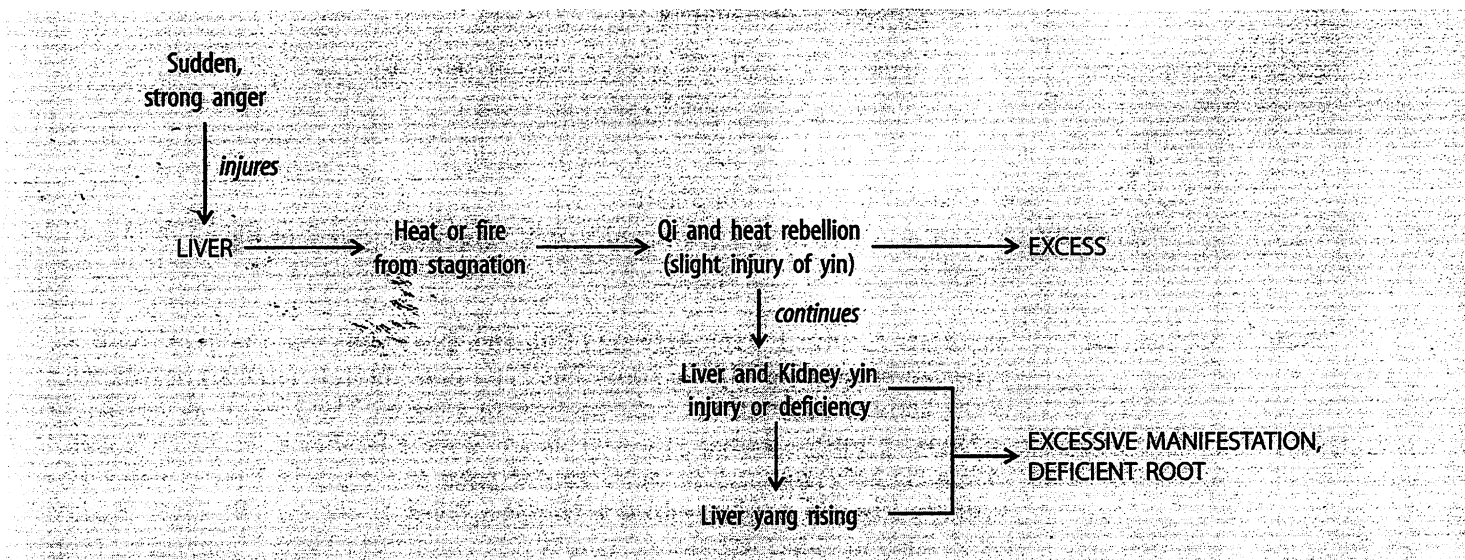 Sudden,
strong anger
injures
LIVER
Heat or fire
from stagnation
Qi and heat rebellion
(slight injury of yin)
EXCESS
continues
Liver and Kidney yin
injury or deficiency
EXCESSIVE MANIFESTATION,
DEFICIENT ROOT
Liver yang rising